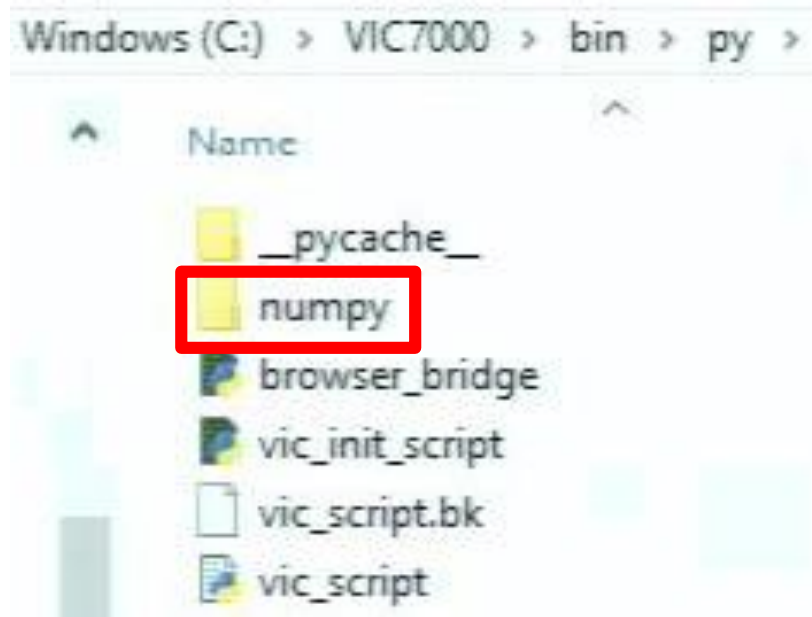 Windows (C:) > VIC7000 > bin > py >
Name
__pycache__
numpy
browser_bridge
vic_init_script
vic_script.bk
vic_script